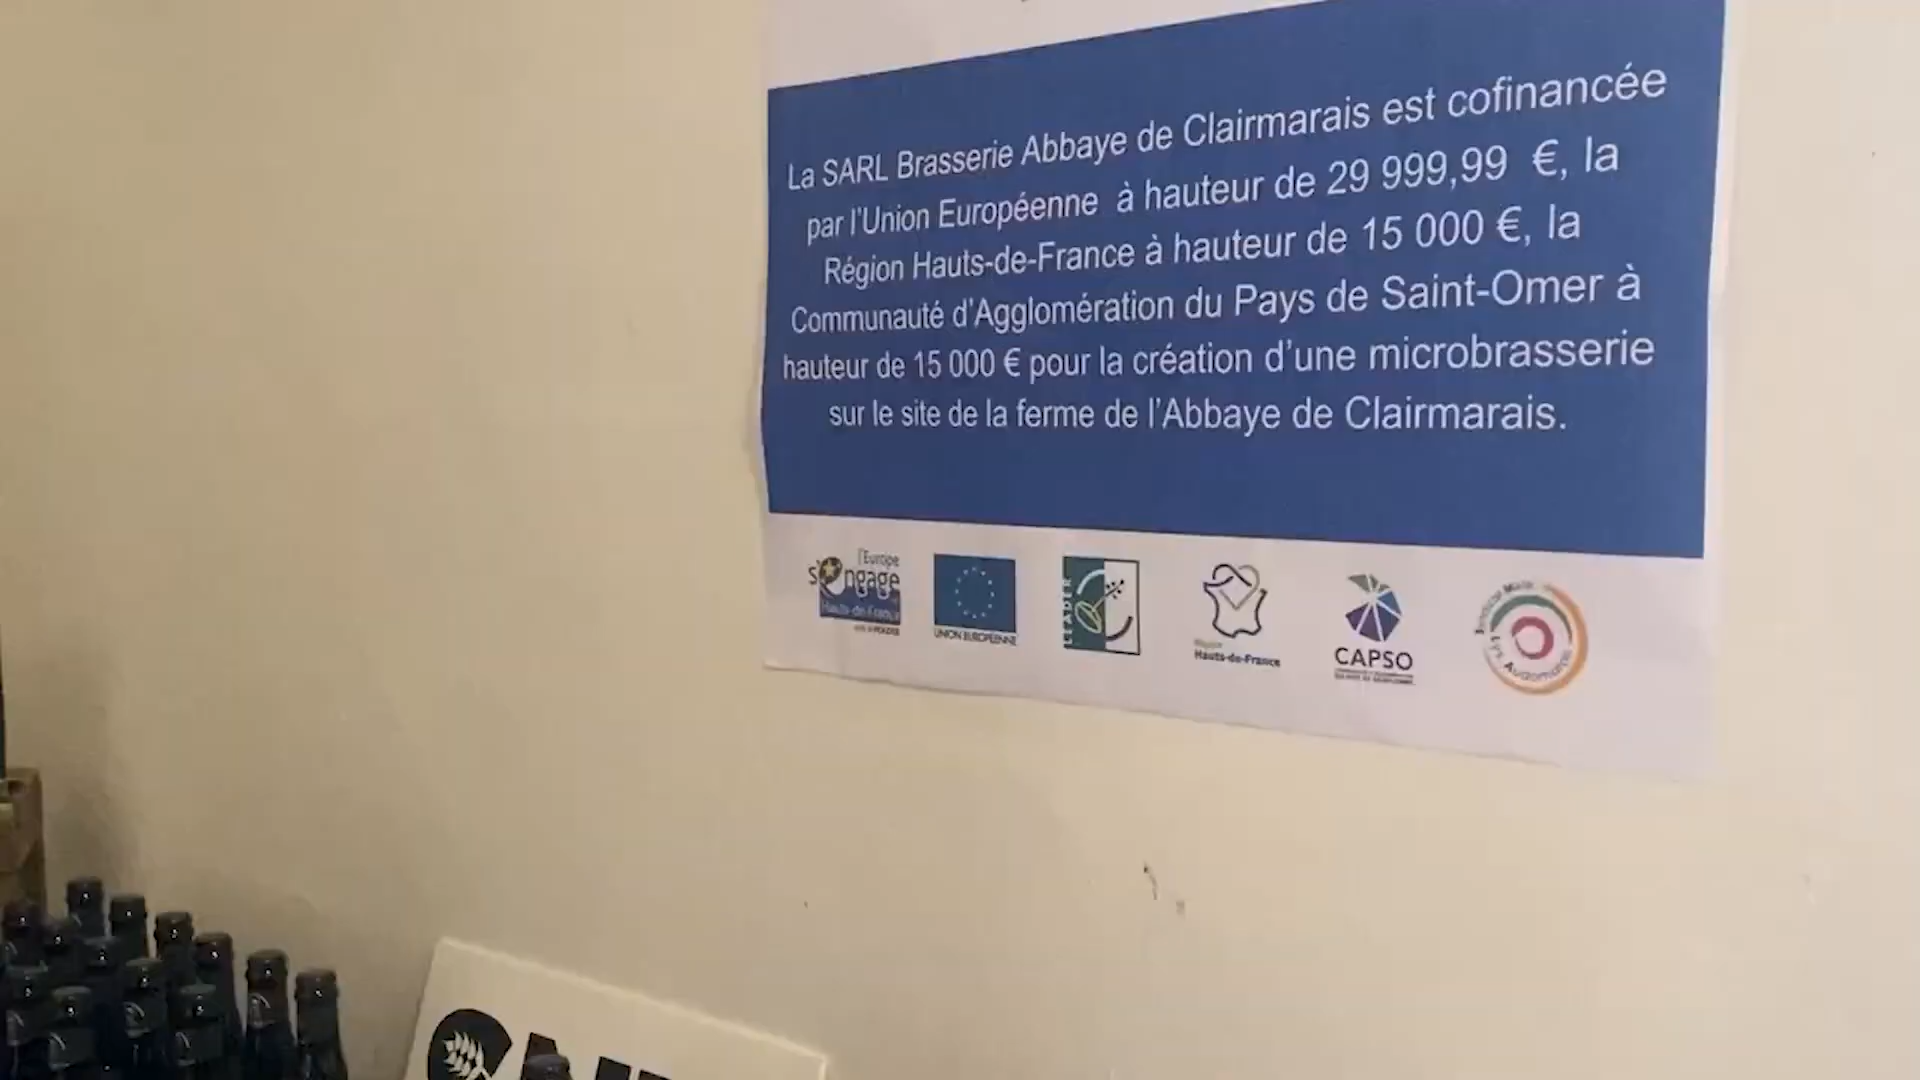 La SARL Brasserie Abbaye de Clairmarais est cofinancée
par l'Union Européenne à hauteur de 29 999,99 €, la
Région Hauts-de-France à hauteur de 15 000 €, la
Communauté d'Agglomération du Pays de Saint-Omer à
hauteur de 15 000 € pour la création d'une microbrasserie
sur le site de la ferme de l'Abbaye de Clairmarais.
l'Europe
s'engage
Hauts-de-France
UNION EUROPÉENNE
LEADER
Région
Hauts-de-France
CAPSO
Pays Audomarois